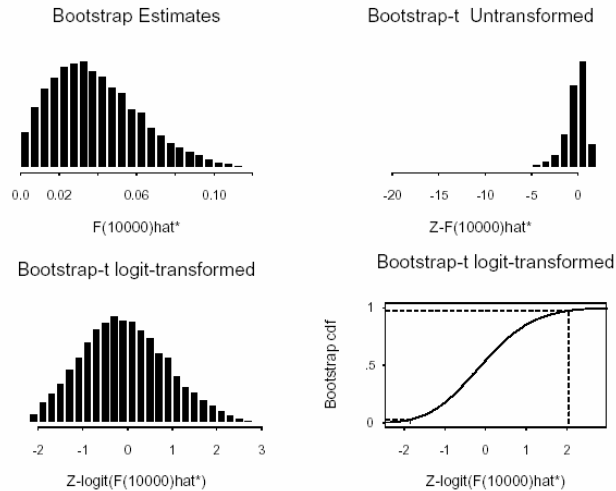 Bootstrap Estimates
0.0 0.02 0.06 0.10
F(10000)hat*
Bootstrap-t Untransformed
-20 -15 -10 -5 0
Z-F(10000)hat*
Bootstrap-t logit-transformed
-2 -1 0 1 2 3
Z-logit(F(10000)hat*)
Bootstrap-t logit-transformed
Bootstrap cdf
1
.5
0
-2 -1 0 1 2
Z-logit(F(10000)hat*)